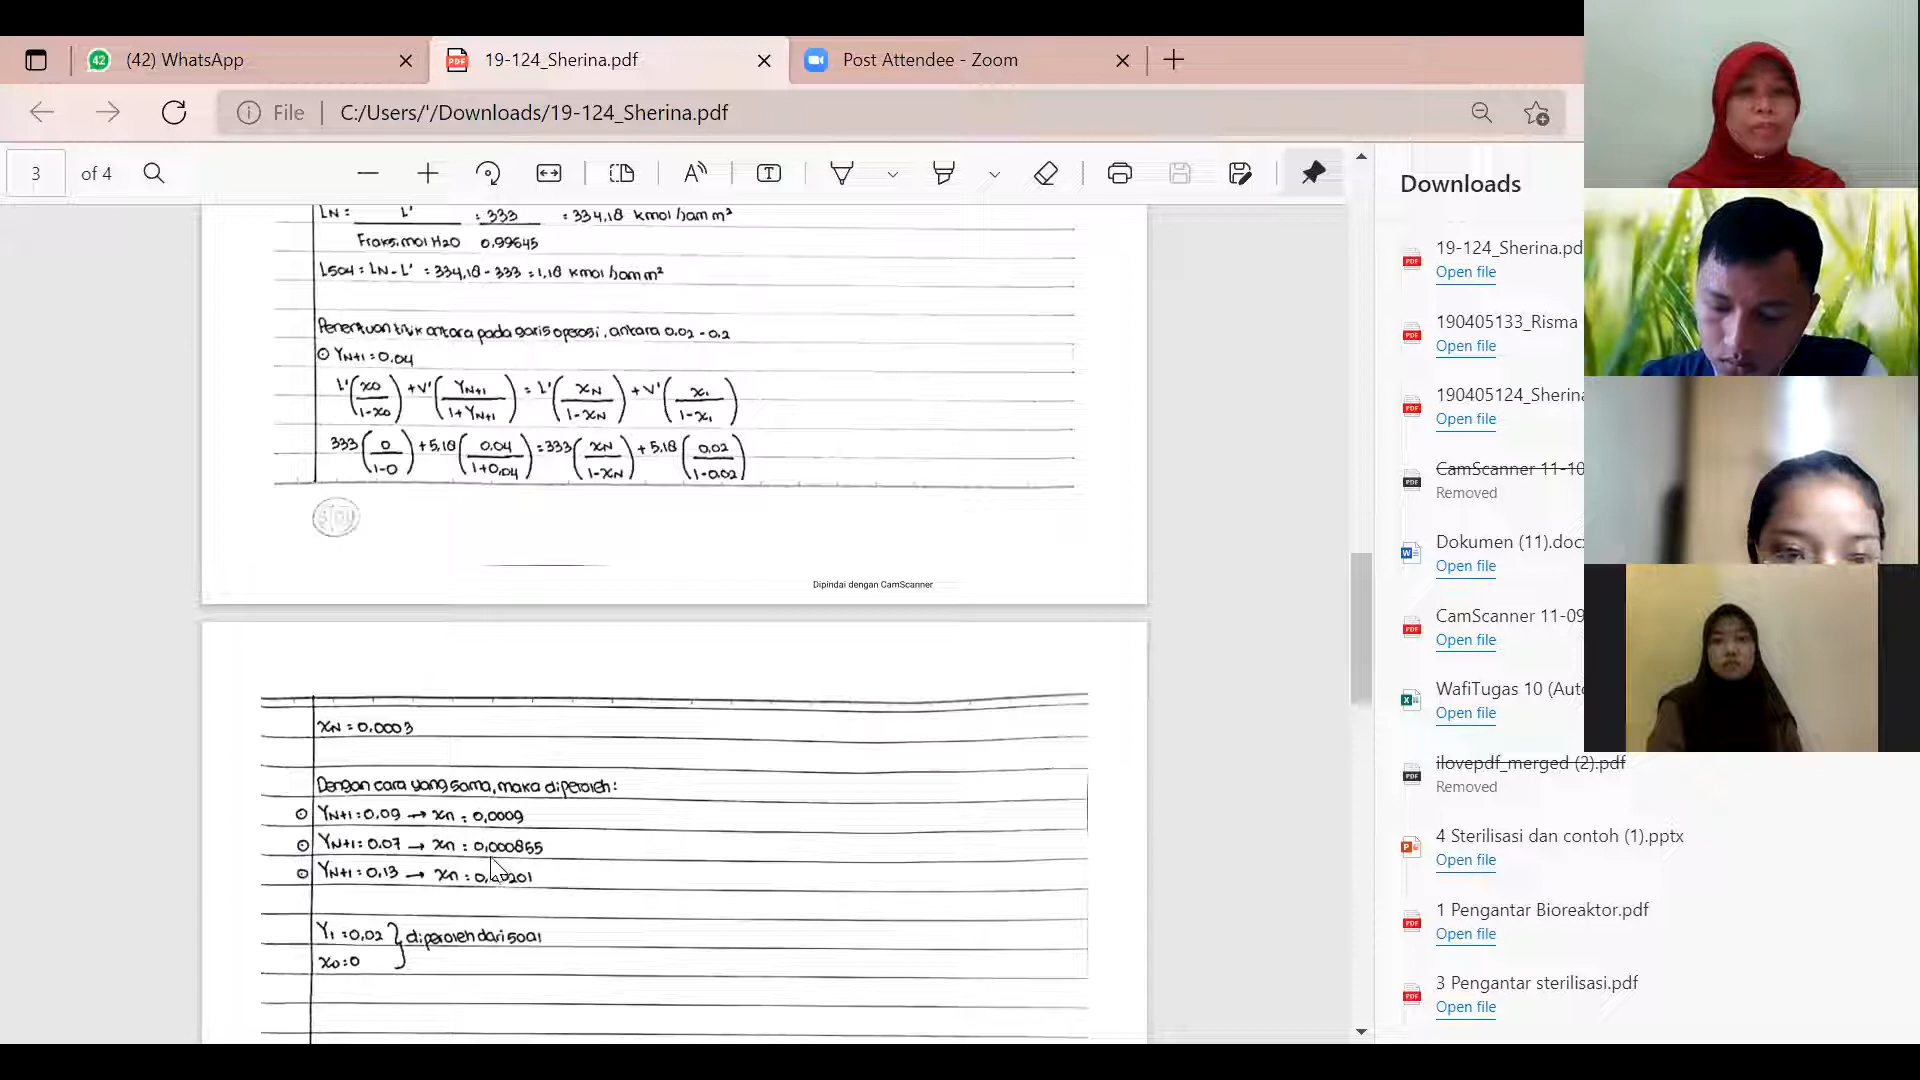 (42) WhatsApp
19-124_Sherina.pdf
Post Attendee - Zoom
File
C:/Users/'/Downloads/19-124_Sherina.pdf
3 of 4
LN = L' = 333 = 334,18 kmol/jam m²
Fraksi mol H2O 0,99645
LSO4 = LN - L' = 334,18 - 333 = 1,18 kmol/jam m²
Penentuan titik antara pada garis operasi, antara 0.02 - 0.2
YN+1 = 0.04
L'(x0/1-x0) + V'(YN+1/1+YN+1) = L'(xN/1-xN) + V'(x1/1-x1)
333(0/1-0) + 5,18(0.04/1+0.04) = 333(xN/1-xN) + 5,18(0.02/1-0.02)
Dipindai dengan CamScanner
xN = 0.0003
Dengan cara yang sama, maka diperoleh:
YN+1 = 0.09 → xn = 0,0009
YN+1 = 0.07 → xn = 0,000855
YN+1 = 0.13 → xn =
Y1 = 0,02 } diperoleh dari soal
x0 = 0
Downloads
19-124_Sherina.pd
Open file
190405133_Risma
Open file
190405124_Sherina
Open file
CamScanner 11-10
Removed
Dokumen (11).doc
Open file
CamScanner 11-09
Open file
WafiTugas 10 (Aut
Open file
ilovepdf_merged (2).pdf
Removed
4 Sterilisasi dan contoh (1).pptx
Open file
1 Pengantar Bioreaktor.pdf
Open file
3 Pengantar sterilisasi.pdf
Open file